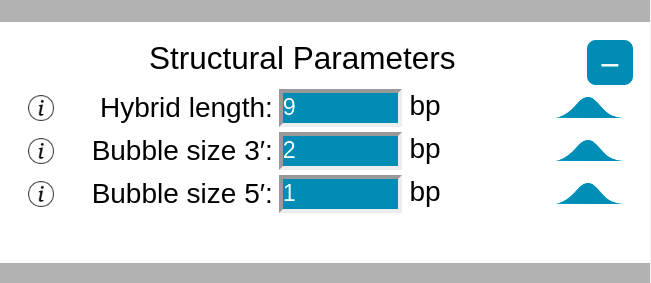 Structural Parameters
–
i Hybrid length: 9 bp
i Bubble size 3′: 2 bp
i Bubble size 5′: 1 bp